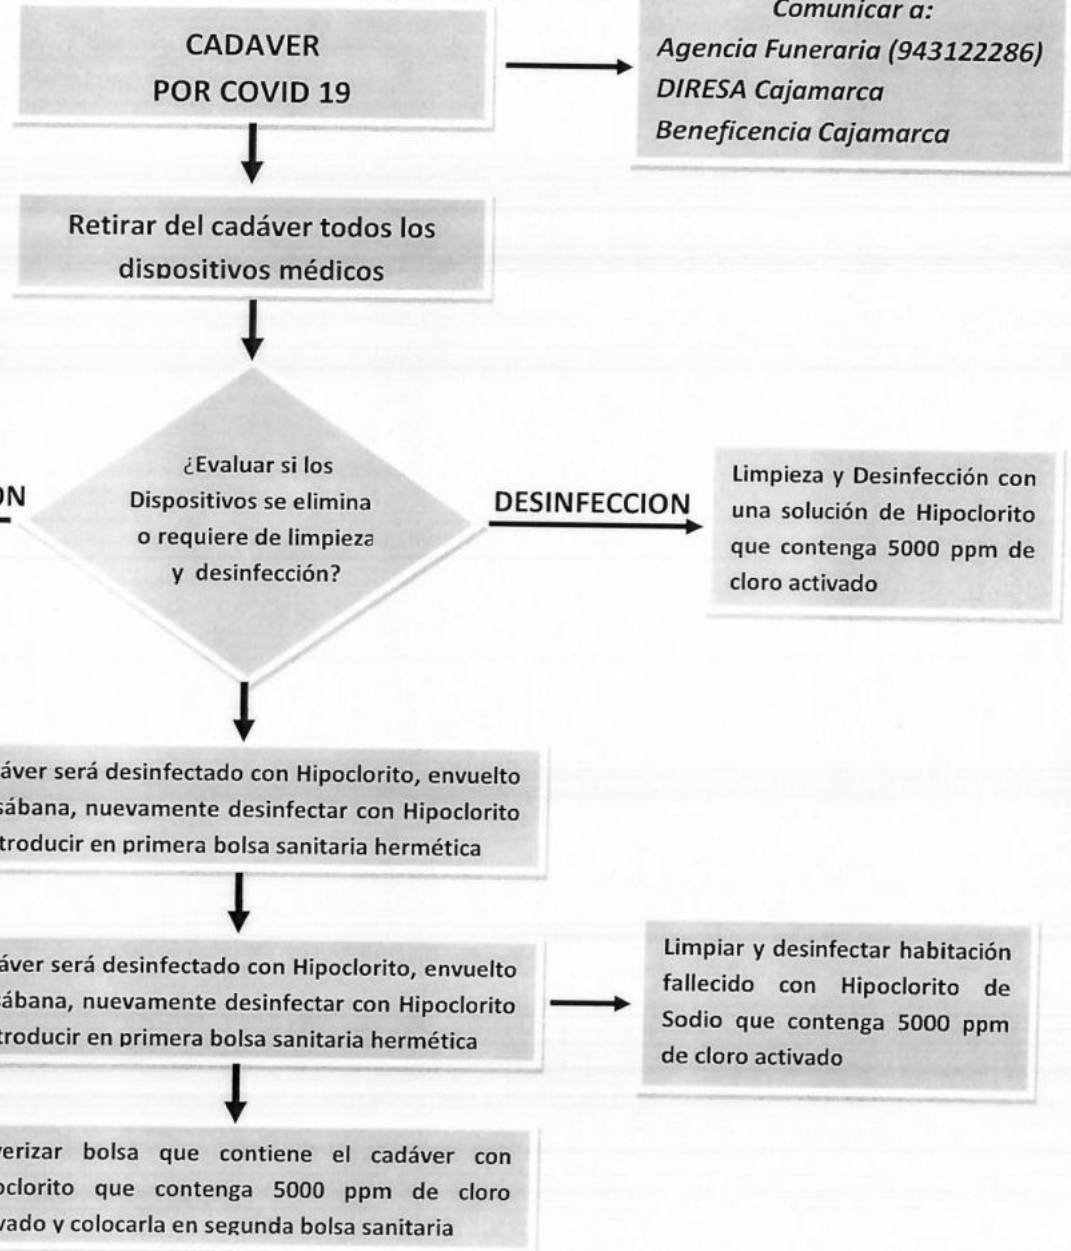 CADAVER
POR COVID 19
Comunicar a:
Agencia Funeraria (943122286)
DIRESA Cajamarca
Beneficencia Cajamarca
Retirar del cadáver todos los
dispositivos médicos
¿Evaluar si los
Dispositivos se elimina
o requiere de limpieza
y desinfección?
DESINFECCION
Limpieza y Desinfección con
una solución de Hipoclorito
que contenga 5000 ppm de
cloro activado
será desinfectado con Hipoclorito, envuelto
sábana, nuevamente desinfectar con Hipoclorito
en primera bolsa sanitaria hermética
será desinfectado con Hipoclorito, envuelto
nuevamente desinfectar con Hipoclorito
en primera bolsa sanitaria hermética
Limpiar y desinfectar habitación
fallecido con Hipoclorito de
Sodio que contenga 5000 ppm
de cloro activado
bolsa que contiene el cadáver con
que contenga 5000 ppm de cloro
y colocarla en segunda bolsa sanitaria